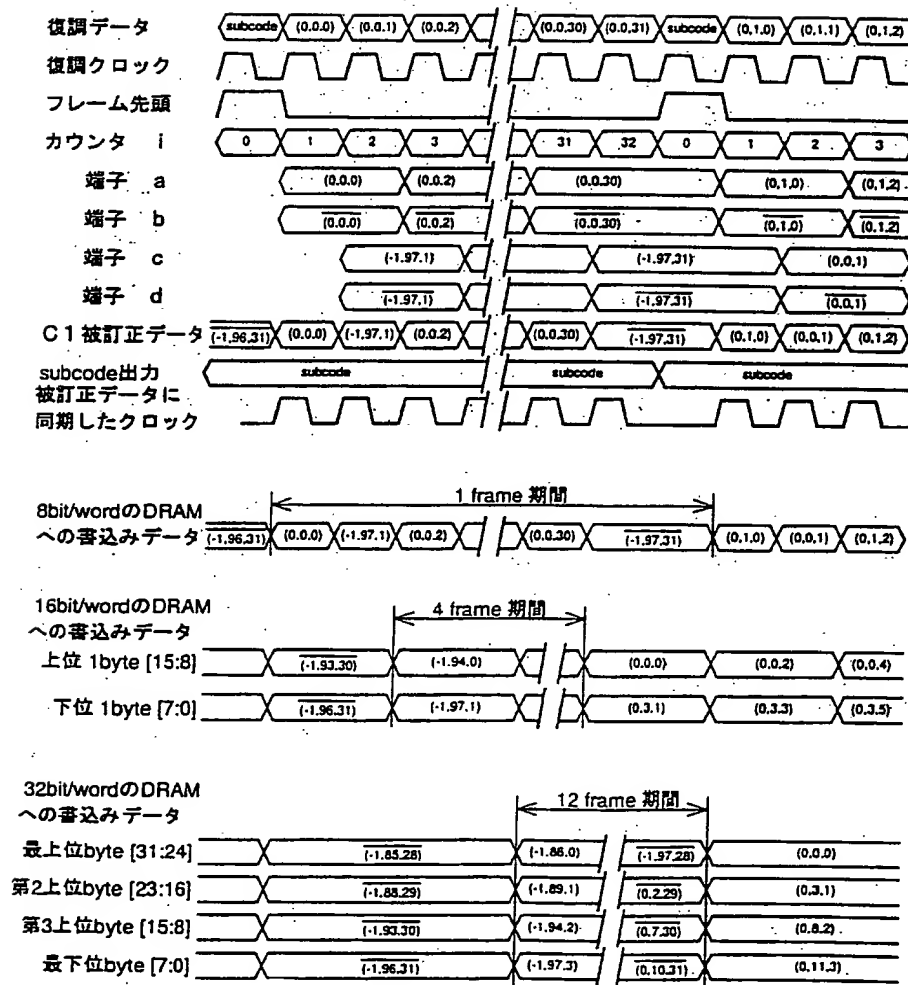 復調データ subcode (0.0.0) (0.0.1) (0.0.2) (0.0.30) (0.0.31) subcode (0,1.0) (0,1.1) (0,1.2)
復調クロック
フレーム先頭
カウンタ i 0 1 2 3 31 32 0 1 2 3
端子 a (0.0.0) (0.0.2) (0.0.30) (0,1.0) (0,1.2)
端子 b (0.0.0) (0.0.2) (0.0.30) (0,1.0) (0,1.2)
端子 c (-1.97.1) (-1.97.31) (0.0.1)
端子 d (-1.97.1) (-1.97.31) (0.0.1)
C1被訂正データ (-1.96.31) (0.0.0) (-1.97.1) (0.0.2) (0.0.30) (-1.97.31) (0,1.0) (0.0.1) (0,1.2)
subcode出力 subcode subcode subcode
被訂正データに
同期したクロック
1 frame 期間
8bit/wordのDRAM
への書込みデータ (-1.96.31) (0.0.0) (-1.97.1) (0.0.2) (0.0.30) (-1.97.31) (0,1.0) (0.0.1) (0,1.2)
16bit/wordのDRAM
への書込みデータ
4 frame 期間
上位 1byte [15:8] (-1.93.30) (-1.94.0) (0.0.0) (0.0.2) (0.0.4)
下位 1byte [7:0] (-1.96.31) (-1.97.1) (0.3.1) (0.3.3) (0.3.5)
32bit/wordのDRAM
への書込みデータ
12 frame 期間
最上位byte [31:24] (-1.85.28) (-1.86.0) (-1.97.28) (0.0.0)
第2上位byte [23:16] (-1.88.29) (-1.89.1) (0.2.29) (0.3.1)
第3上位byte [15:8] (-1.93.30) (-1.94.2) (0.7.30) (0.8.2)
最下位byte [7:0] (-1.96.31) (-1.97.3) (0.10.31) (0.11.3)